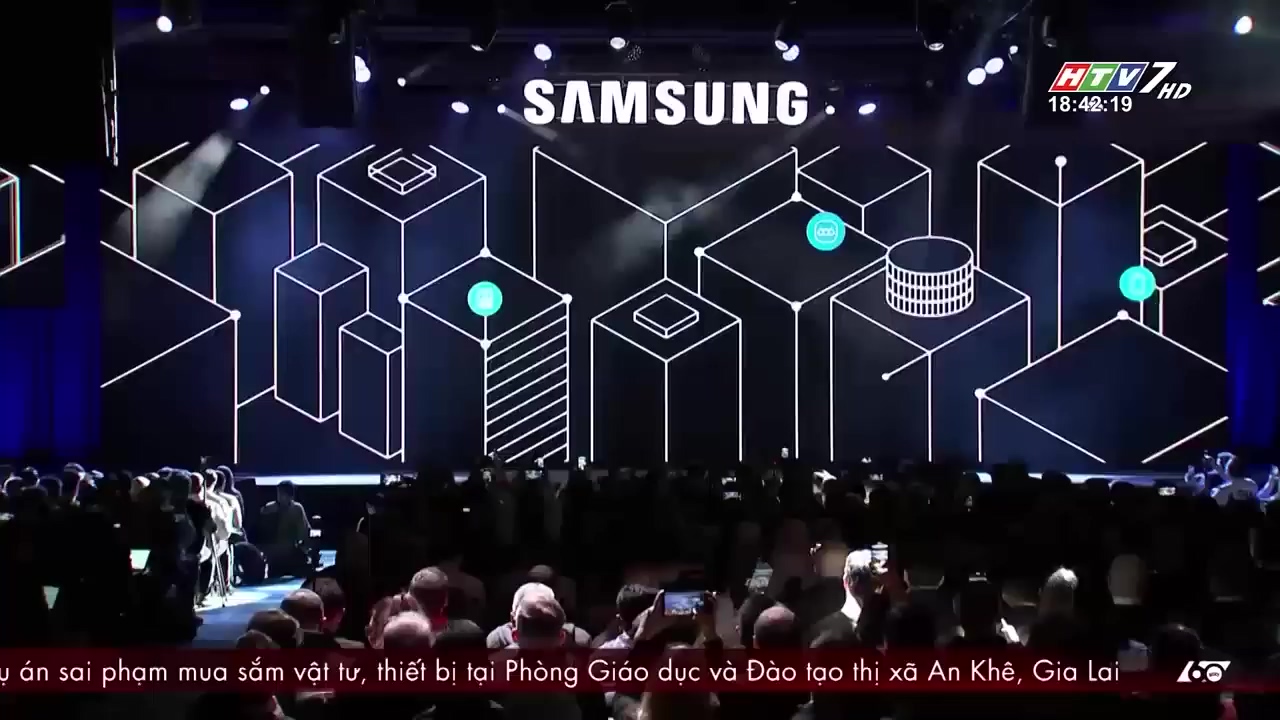 SAMSUNG
HTV7 HD
18:42:19
ụ án sai phạm mua sắm vật tư, thiết bị tại Phòng Giáo dục và Đào tạo thị xã An Khê, Gia Lai